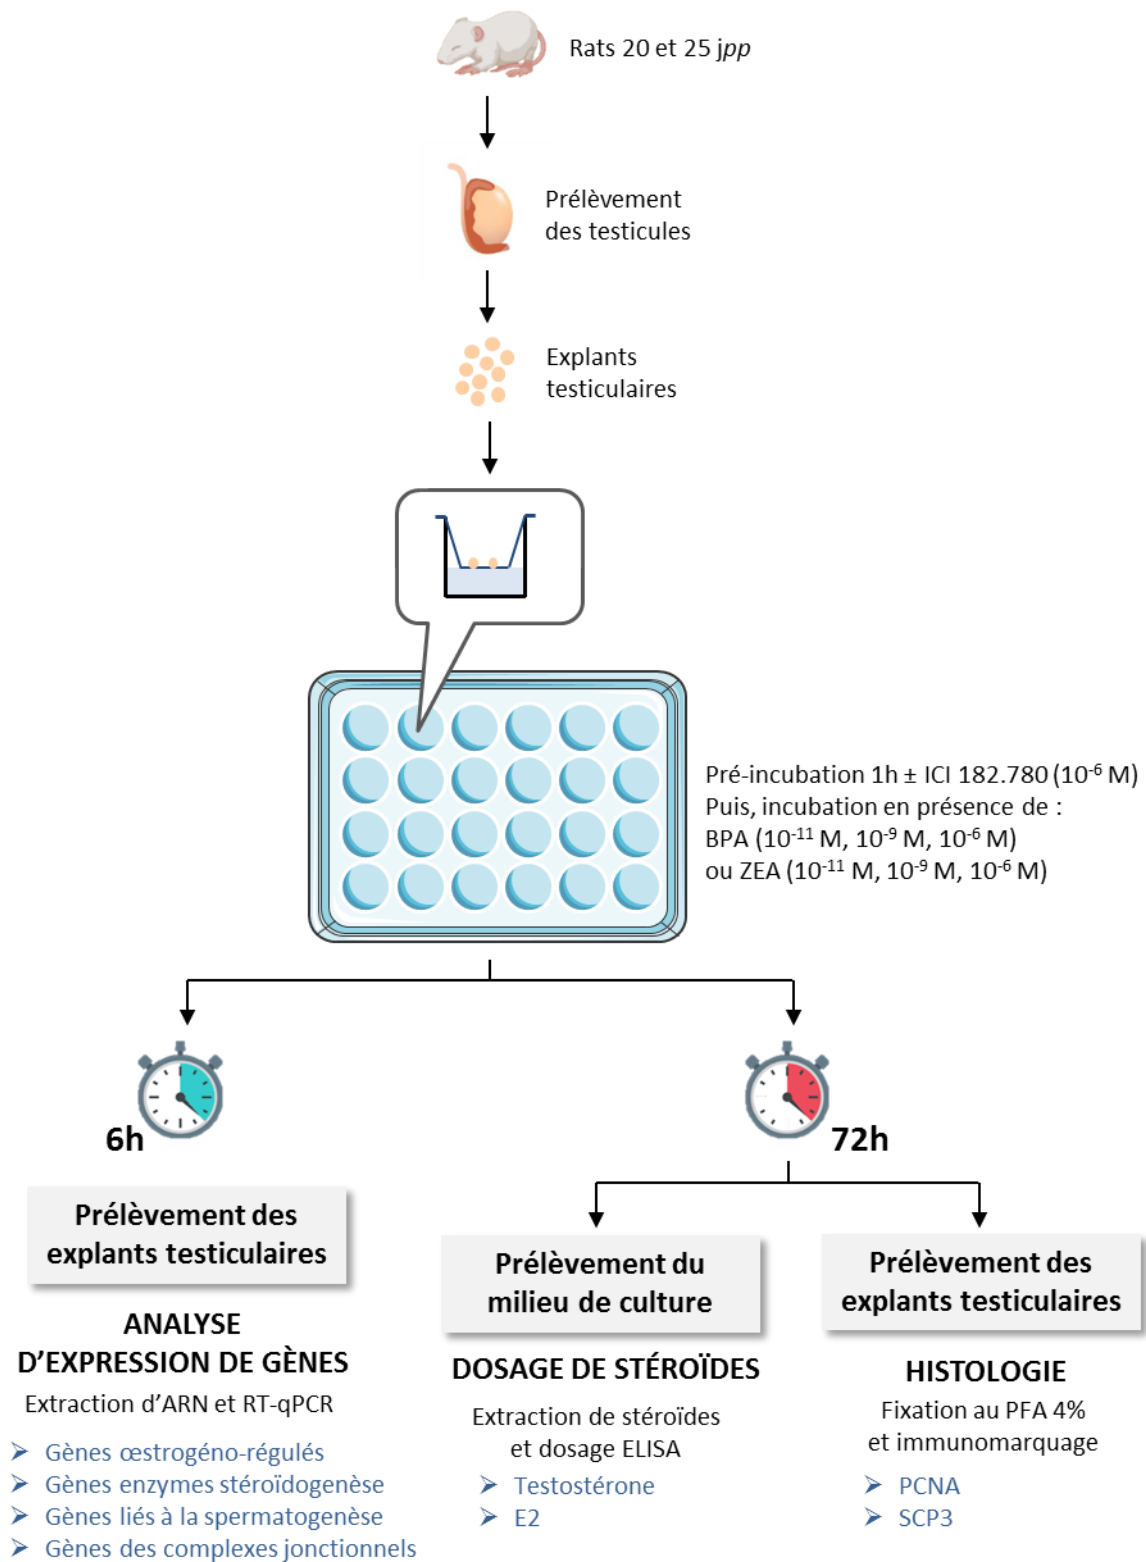 Rats 20 et 25 jpp
Prélèvement
des testicules
Explants
testiculaires
Pré-incubation 1h ± ICI 182.780 (10⁻⁶ M)
Puis, incubation en présence de :
BPA (10⁻¹¹ M, 10⁻⁹ M, 10⁻⁶ M)
ou ZEA (10⁻¹¹ M, 10⁻⁹ M, 10⁻⁶ M)
6h
72h
Prélèvement des
explants testiculaires
ANALYSE
D’EXPRESSION DE GÈNES
Extraction d’ARN et RT-qPCR
➢ Gènes œstrogéno-régulés
➢ Gènes enzymes stéroïdogenèse
➢ Gènes liés à la spermatogenèse
➢ Gènes des complexes jonctionnels
Prélèvement du
milieu de culture
DOSAGE DE STÉROÏDES
Extraction de stéroïdes
et dosage ELISA
➢ Testostérone
➢ E2
Prélèvement des
explants testiculaires
HISTOLOGIE
Fixation au PFA 4%
et immunomarquage
➢ PCNA
➢ SCP3